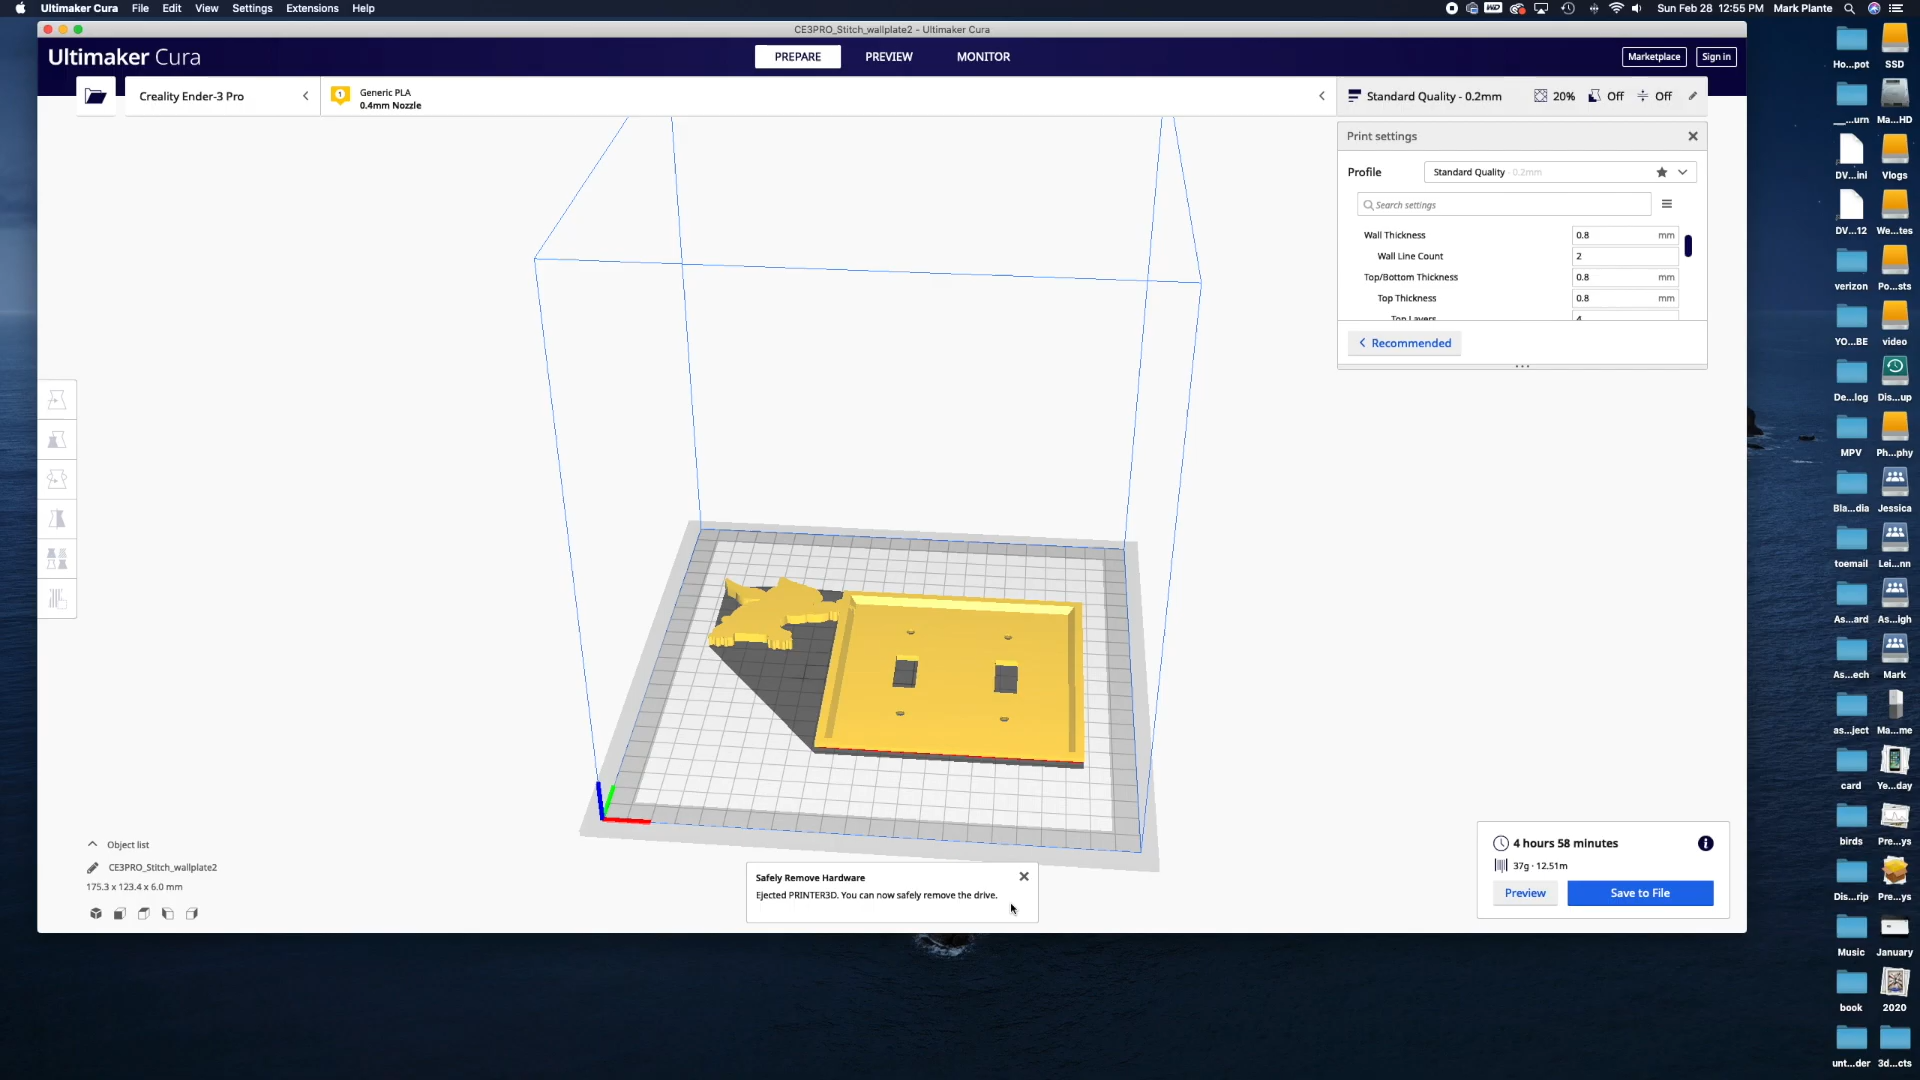 Ultimaker Cura File Edit View Settings Extensions Help
WD
Sun Feb 28 12:55 PM Mark Plante
CE3PRO_Stitch_wallplate2 - Ultimaker Cura
Ultimaker Cura
PREPARE PREVIEW MONITOR
Marketplace Sign in
Creality Ender-3 Pro
1
Generic PLA
0.4mm Nozzle
Standard Quality - 0.2mm 20% Off Off
Print settings
Profile Standard Quality - 0.2mm
Search settings
Wall Thickness 0.8 mm
Wall Line Count 2
Top/Bottom Thickness 0.8 mm
Top Thickness 0.8 mm
Top Layers 4
Recommended
Object list
CE3PRO_Stitch_wallplate2
175.3 x 123.4 x 6.0 mm
Safely Remove Hardware
Ejected PRINTER3D. You can now safely remove the drive.
4 hours 58 minutes
37g · 12.51m
Preview Save to File
Ho...pot SSD
__...urn Ma...HD
DV...ini Vlogs
DV...12 We...tes
verizon Po...sts
YO...BE video
De...log Dis...up
MPV Ph...phy
Bla...dia Jessica
toemail Lei...nn
As...ard As...igh
As...ech Mark
as...ject Ma...me
card Ye...day
birds Pre...ys
Dis...rip Pre...ys
Music January
book 2020
unt...der 3d...cts